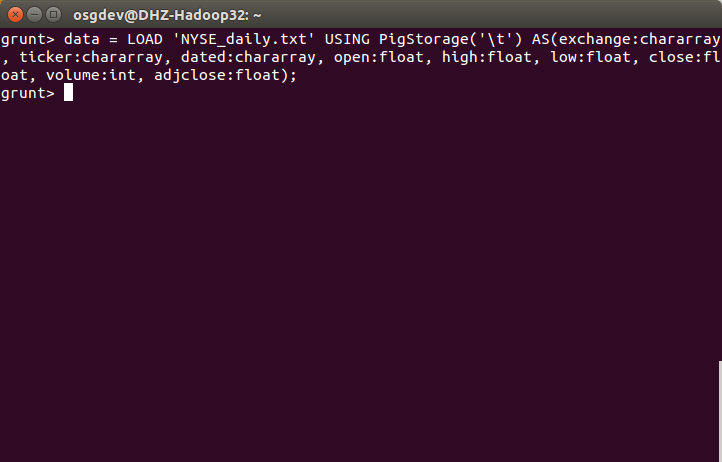 osgdev@DHZ-Hadoop32: ~
grunt> data = LOAD 'NYSE_daily.txt' USING PigStorage('\t') AS(exchange:chararray
, ticker:chararray, dated:chararray, open:float, high:float, low:float, close:fl
oat, volume:int, adjclose:float);
grunt>